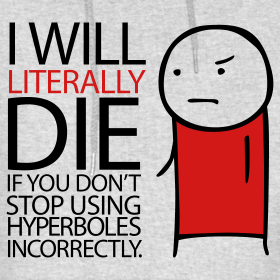 I WILL
LITERALLY
DIE
IF YOU DON'T
STOP USING
HYPERBOLES
INCORRECTLY.